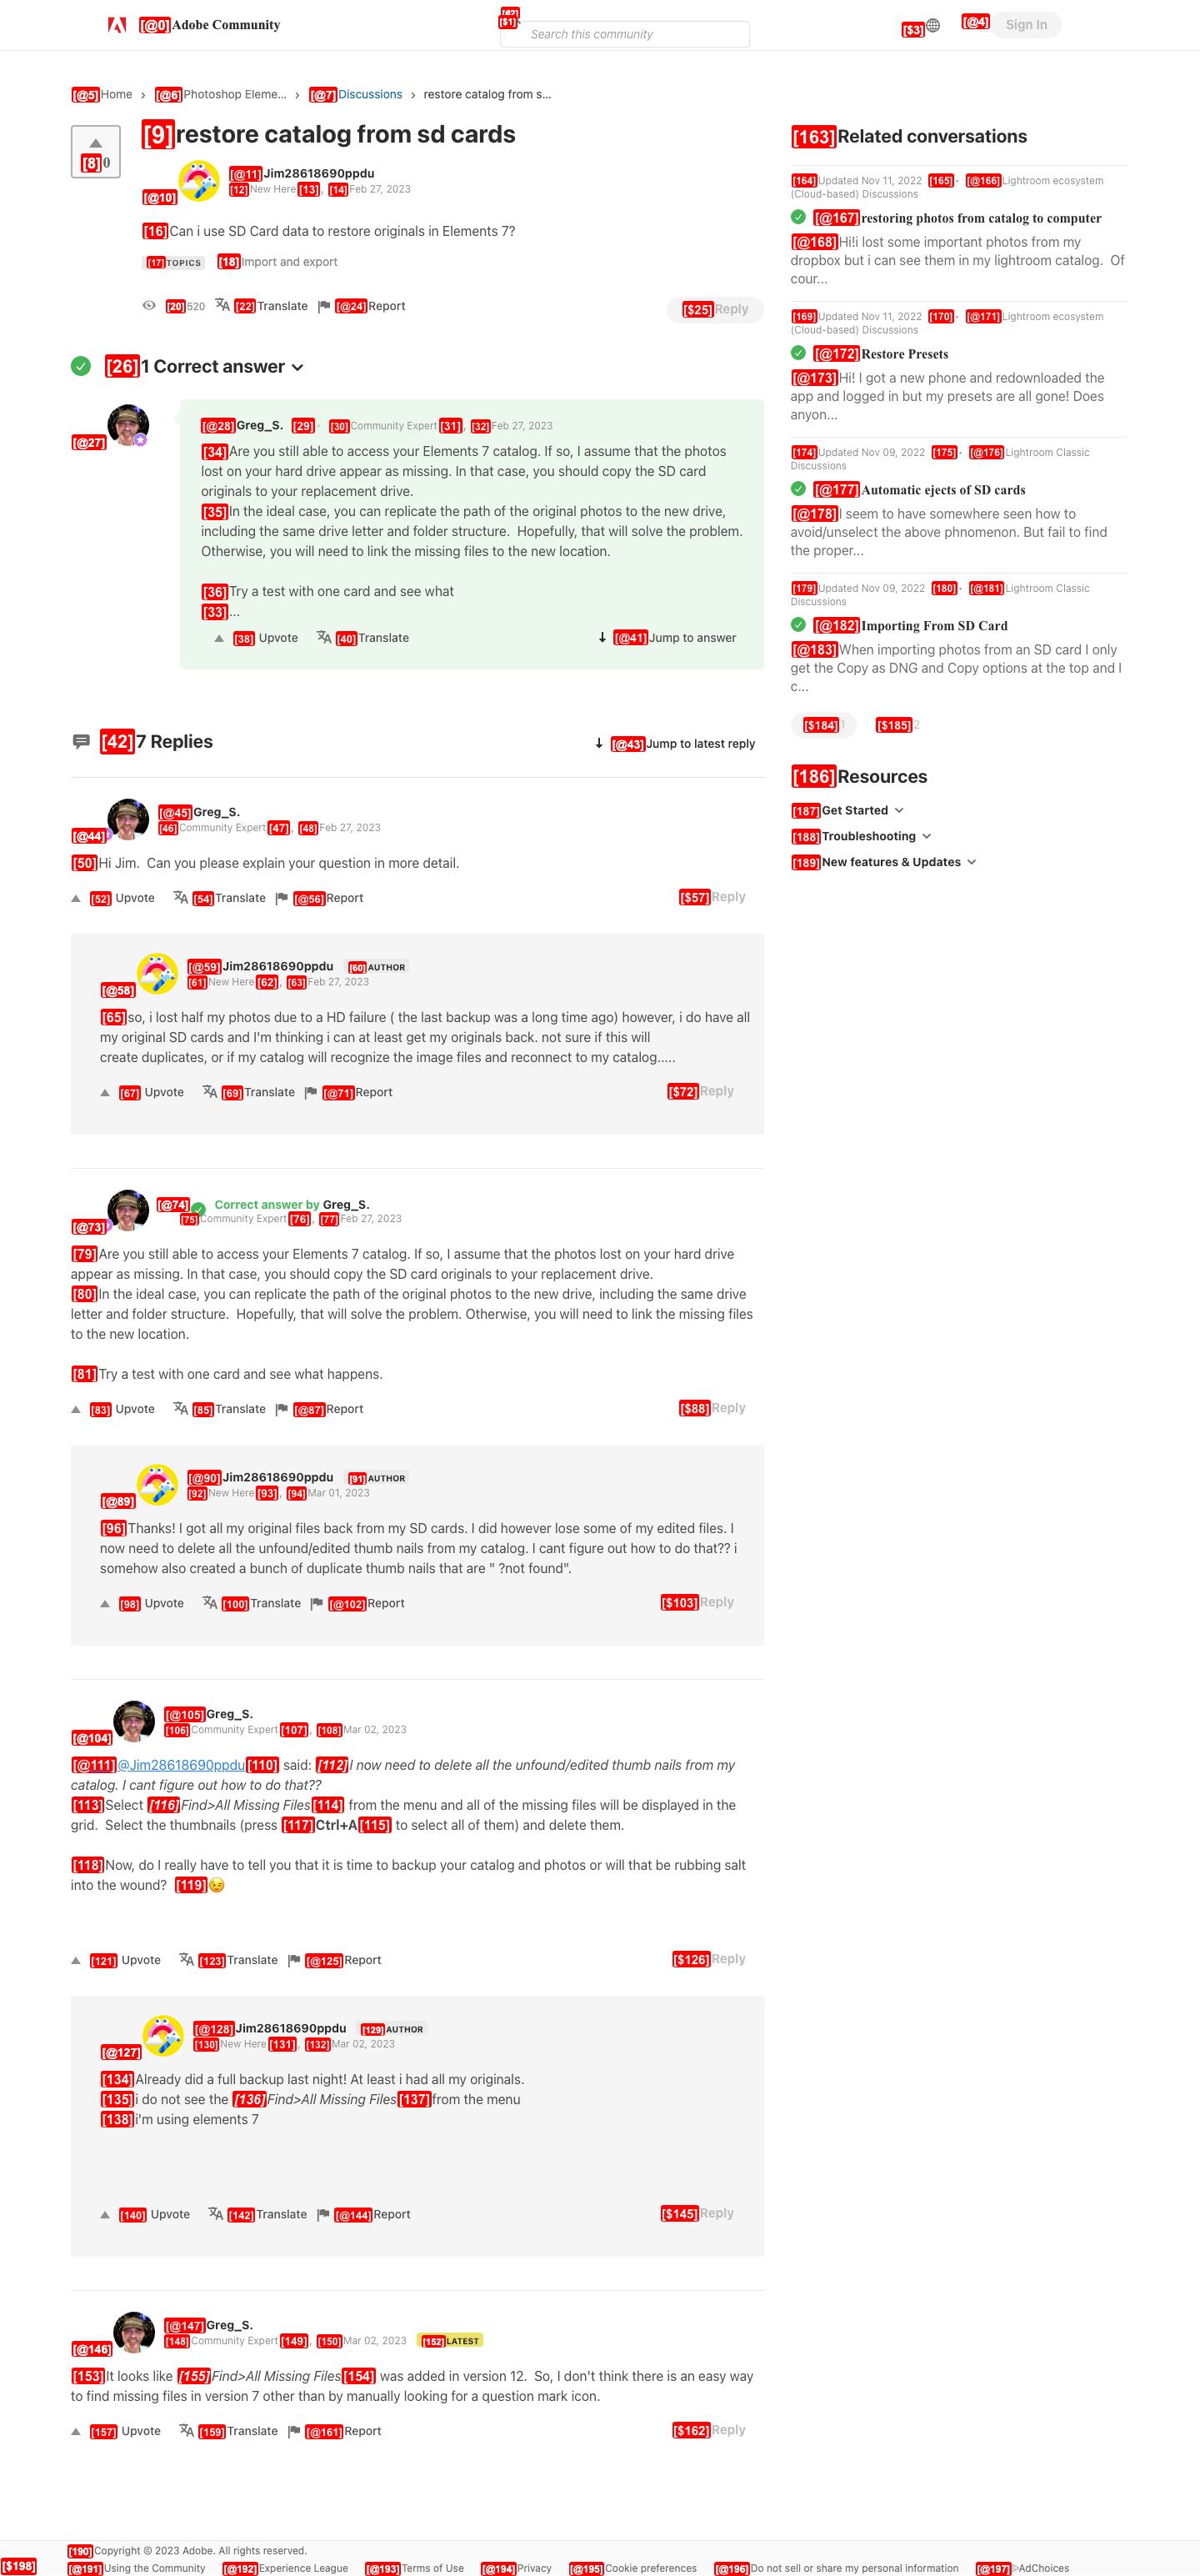 [@0]Adobe Community
[#2]
[$1]
Search this community
[$3]
[@4] Sign In
[@5]Home › [@6]Photoshop Eleme... › [@7]Discussions › restore catalog from s...
[8]0
[9]restore catalog from sd cards
[@10]
[@11]Jim28618690ppdu
[12]New Here[13], [14]Feb 27, 2023
[16]Can i use SD Card data to restore originals in Elements 7?
[17]TOPICS [18]Import and export
[20]520 [22]Translate [@24]Report [$25]Reply
[26]1 Correct answer
[@27]
[@28]Greg_S. [29]· [30]Community Expert[31], [32]Feb 27, 2023
[34]Are you still able to access your Elements 7 catalog. If so, I assume that the photos
lost on your hard drive appear as missing. In that case, you should copy the SD card
originals to your replacement drive.
[35]In the ideal case, you can replicate the path of the original photos to the new drive,
including the same drive letter and folder structure.  Hopefully, that will solve the problem.
Otherwise, you will need to link the missing files to the new location.
[36]Try a test with one card and see what
[33]...
[38] Upvote [40]Translate [@41]Jump to answer
[42]7 Replies [@43]Jump to latest reply
[@44]
[@45]Greg_S.
[46]Community Expert[47], [48]Feb 27, 2023
[50]Hi Jim.  Can you please explain your question in more detail.
[52] Upvote [54]Translate [@56]Report [$57]Reply
[@58]
[@59]Jim28618690ppdu [60]AUTHOR
[61]New Here[62], [63]Feb 27, 2023
[65]so, i lost half my photos due to a HD failure ( the last backup was a long time ago) however, i do have all
my original SD cards and I'm thinking i can at least get my originals back. not sure if this will
create duplicates, or if my catalog will recognize the image files and reconnect to my catalog.....
[67] Upvote [69]Translate [@71]Report [$72]Reply
[@73]
[@74] Correct answer by Greg_S.
[75]Community Expert[76], [77]Feb 27, 2023
[79]Are you still able to access your Elements 7 catalog. If so, I assume that the photos lost on your hard drive
appear as missing. In that case, you should copy the SD card originals to your replacement drive.
[80]In the ideal case, you can replicate the path of the original photos to the new drive, including the same drive
letter and folder structure.  Hopefully, that will solve the problem. Otherwise, you will need to link the missing files
to the new location.
[81]Try a test with one card and see what happens.
[83] Upvote [85]Translate [@87]Report [$88]Reply
[@89]
[@90]Jim28618690ppdu [91]AUTHOR
[92]New Here[93], [94]Mar 01, 2023
[96]Thanks! I got all my original files back from my SD cards. I did however lose some of my edited files. I
now need to delete all the unfound/edited thumb nails from my catalog. I cant figure out how to do that?? i
somehow also created a bunch of duplicate thumb nails that are " ?not found".
[98] Upvote [100]Translate [@102]Report [$103]Reply
[@104]
[@105]Greg_S.
[106]Community Expert[107], [108]Mar 02, 2023
[@111]@Jim28618690ppdu[110] said: [112]I now need to delete all the unfound/edited thumb nails from my
catalog. I cant figure out how to do that??
[113]Select [116]Find>All Missing Files[114] from the menu and all of the missing files will be displayed in the
grid.  Select the thumbnails (press [117]Ctrl+A[115] to select all of them) and delete them.
[118]Now, do I really have to tell you that it is time to backup your catalog and photos or will that be rubbing salt
into the wound?  [119]😉
[121] Upvote [123]Translate [@125]Report [$126]Reply
[@127]
[@128]Jim28618690ppdu [129]AUTHOR
[130]New Here[131], [132]Mar 02, 2023
[134]Already did a full backup last night! At least i had all my originals.
[135]i do not see the [136]Find>All Missing Files[137]from the menu
[138]i'm using elements 7
[140] Upvote [142]Translate [@144]Report [$145]Reply
[@146]
[@147]Greg_S.
[148]Community Expert[149], [150]Mar 02, 2023 [152]LATEST
[153]It looks like [155]Find>All Missing Files[154] was added in version 12.  So, I don't think there is an easy way
to find missing files in version 7 other than by manually looking for a question mark icon.
[157] Upvote [159]Translate [@161]Report [$162]Reply
[163]Related conversations
[164]Updated Nov 11, 2022 [165]· [@166]Lightroom ecosystem
(Cloud-based) Discussions
[@167]restoring photos from catalog to computer
[@168]Hi!i lost some important photos from my
dropbox but i can see them in my lightroom catalog.  Of
cour...
[169]Updated Nov 11, 2022 [170]· [@171]Lightroom ecosystem
(Cloud-based) Discussions
[@172]Restore Presets
[@173]Hi! I got a new phone and redownloaded the
app and logged in but my presets are all gone! Does
anyon...
[174]Updated Nov 09, 2022 [175]· [@176]Lightroom Classic
Discussions
[@177]Automatic ejects of SD cards
[@178]I seem to have somewhere seen how to
avoid/unselect the above phnomenon. But fail to find
the proper...
[179]Updated Nov 09, 2022 [180]· [@181]Lightroom Classic
Discussions
[@182]Importing From SD Card
[@183]When importing photos from an SD card I only
get the Copy as DNG and Copy options at the top and I
c...
[$184]1 [$185]2
[186]Resources
[187]Get Started
[188]Troubleshooting
[189]New features & Updates
[190]Copyright © 2023 Adobe. All rights reserved.
[$198]
[@191]Using the Community [@192]Experience League [@193]Terms of Use [@194]Privacy [@195]Cookie preferences [@196]Do not sell or share my personal information [@197]AdChoices